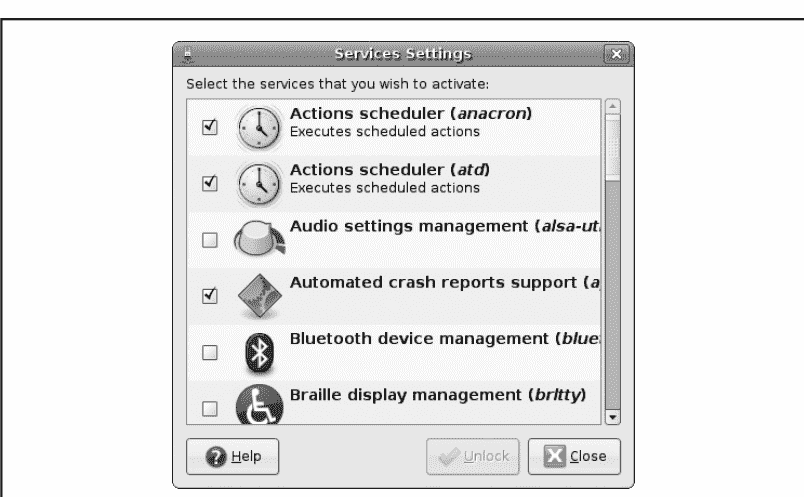 Services Settings
Select the services that you wish to activate:
Actions scheduler (anacron)
Executes scheduled actions
Actions scheduler (atd)
Executes scheduled actions
Audio settings management (alsa-ut
Automated crash reports support (a
Bluetooth device management (blue
Braille display management (brltty)
Help Unlock Close